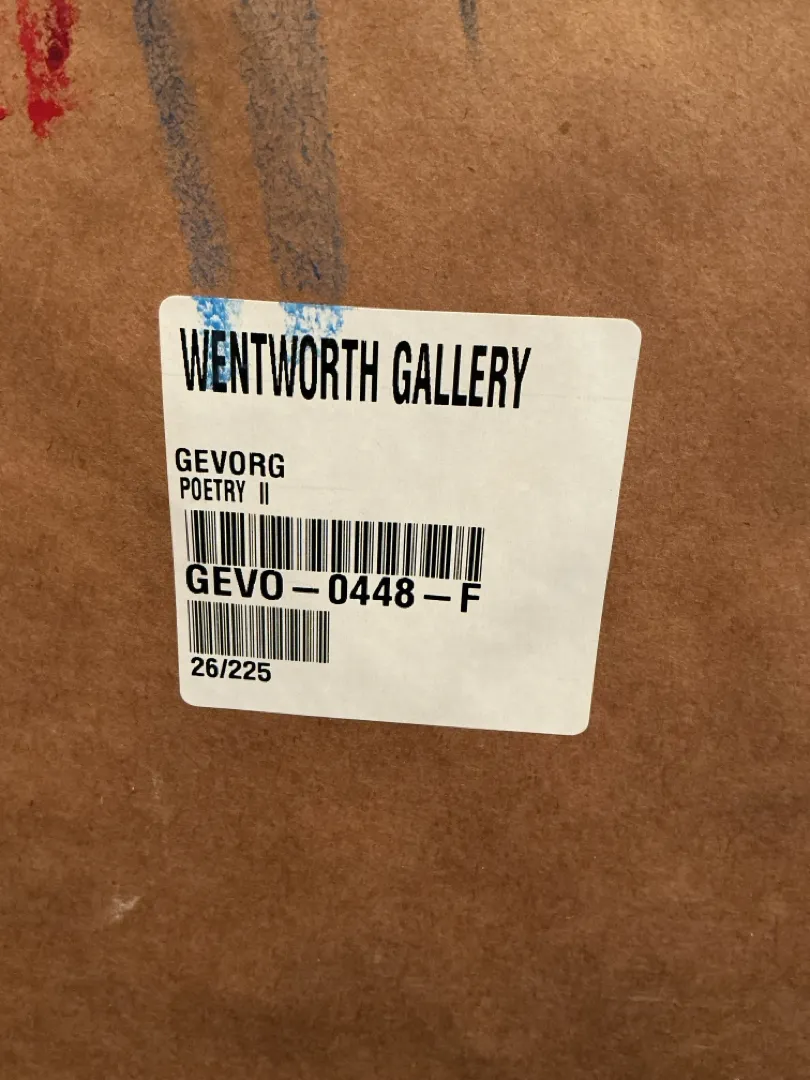 WENTWORTH GALLERY
GEVORG
POETRY II
GEVO-0448-F
26/225